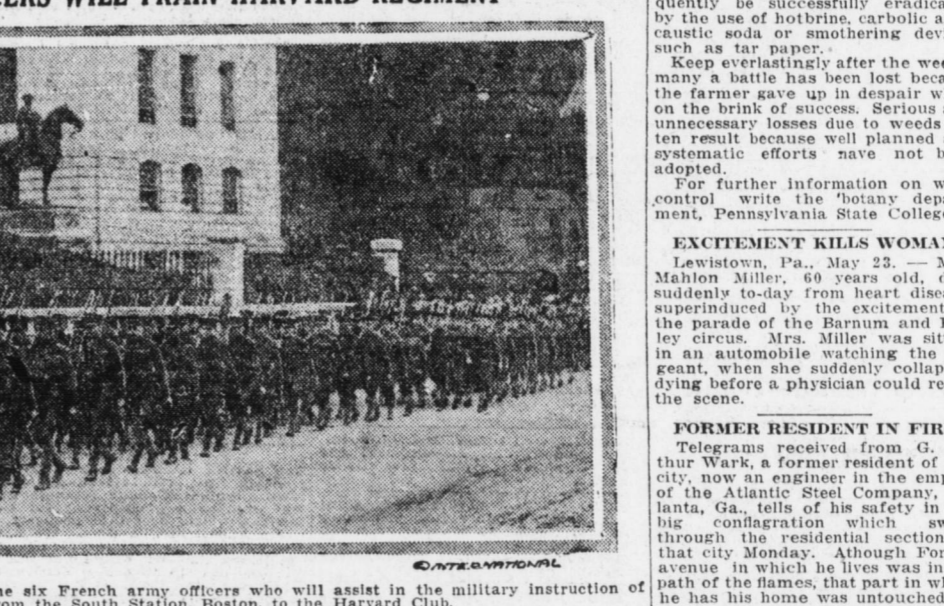 ERS WILL TRAIN HARVARD REGIMENT
© INTERNATIONAL
he six French army officers who will assist in the military instruction of
rom the South Station, Boston, to the Harvard Club.
quently be successfully eradica
by the use of hotbrine, carbolic a
caustic soda or smothering devi
such as tar paper.
Keep everlastingly after the wee
many a battle has been lost beca
the farmer gave up in despair w
on the brink of success. Serious
unnecessary losses due to weeds
ten result because well planned
systematic efforts nave not b
adopted.
For further information on w
control write the 'botany depa
ment, Pennsylvania State College
EXCITEMENT KILLS WOMA
Lewistown, Pa., May 23. — M
Mahlon Miller, 60 years old, d
suddenly to-day from heart disea
superinduced by the excitement
the parade of the Barnum and
ley circus. Mrs. Miller was sit
in an automobile watching the
geant, when she suddenly collap
dying before a physician could re
the scene.
FORMER RESIDENT IN FIR
Telegrams received from G.
thur Wark, a former resident of
city, now an engineer in the emp
of the Atlantic Steel Company,
lanta, Ga., tells of his safety in
big conflagration which sw
through the residential section
that city Monday. Athough For
avenue in which he lives was in
path of the flames, that part in wh
he has his home was untouched